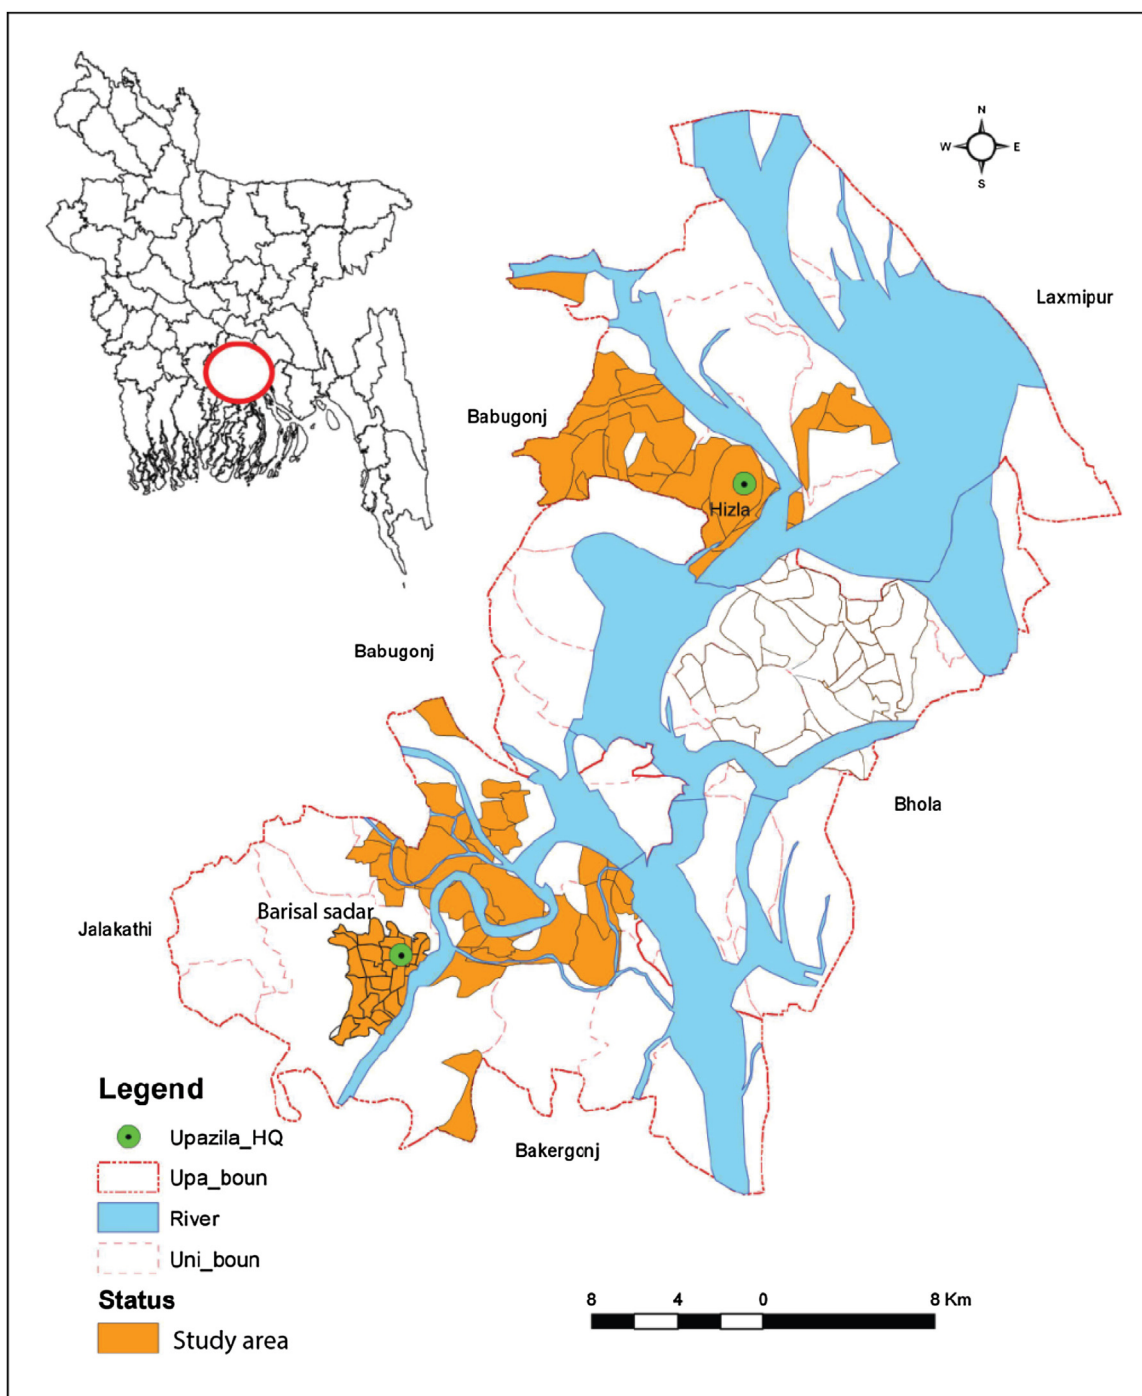 N
W E
S
Laxmipur
Babugonj
Hizla
Babugonj
Bhola
Barisal sadar
Jalakathi
Bakergonj
Legend
Upazila_HQ
Upa_boun
River
Uni_boun
Status
Study area
8 4 0 8 Km